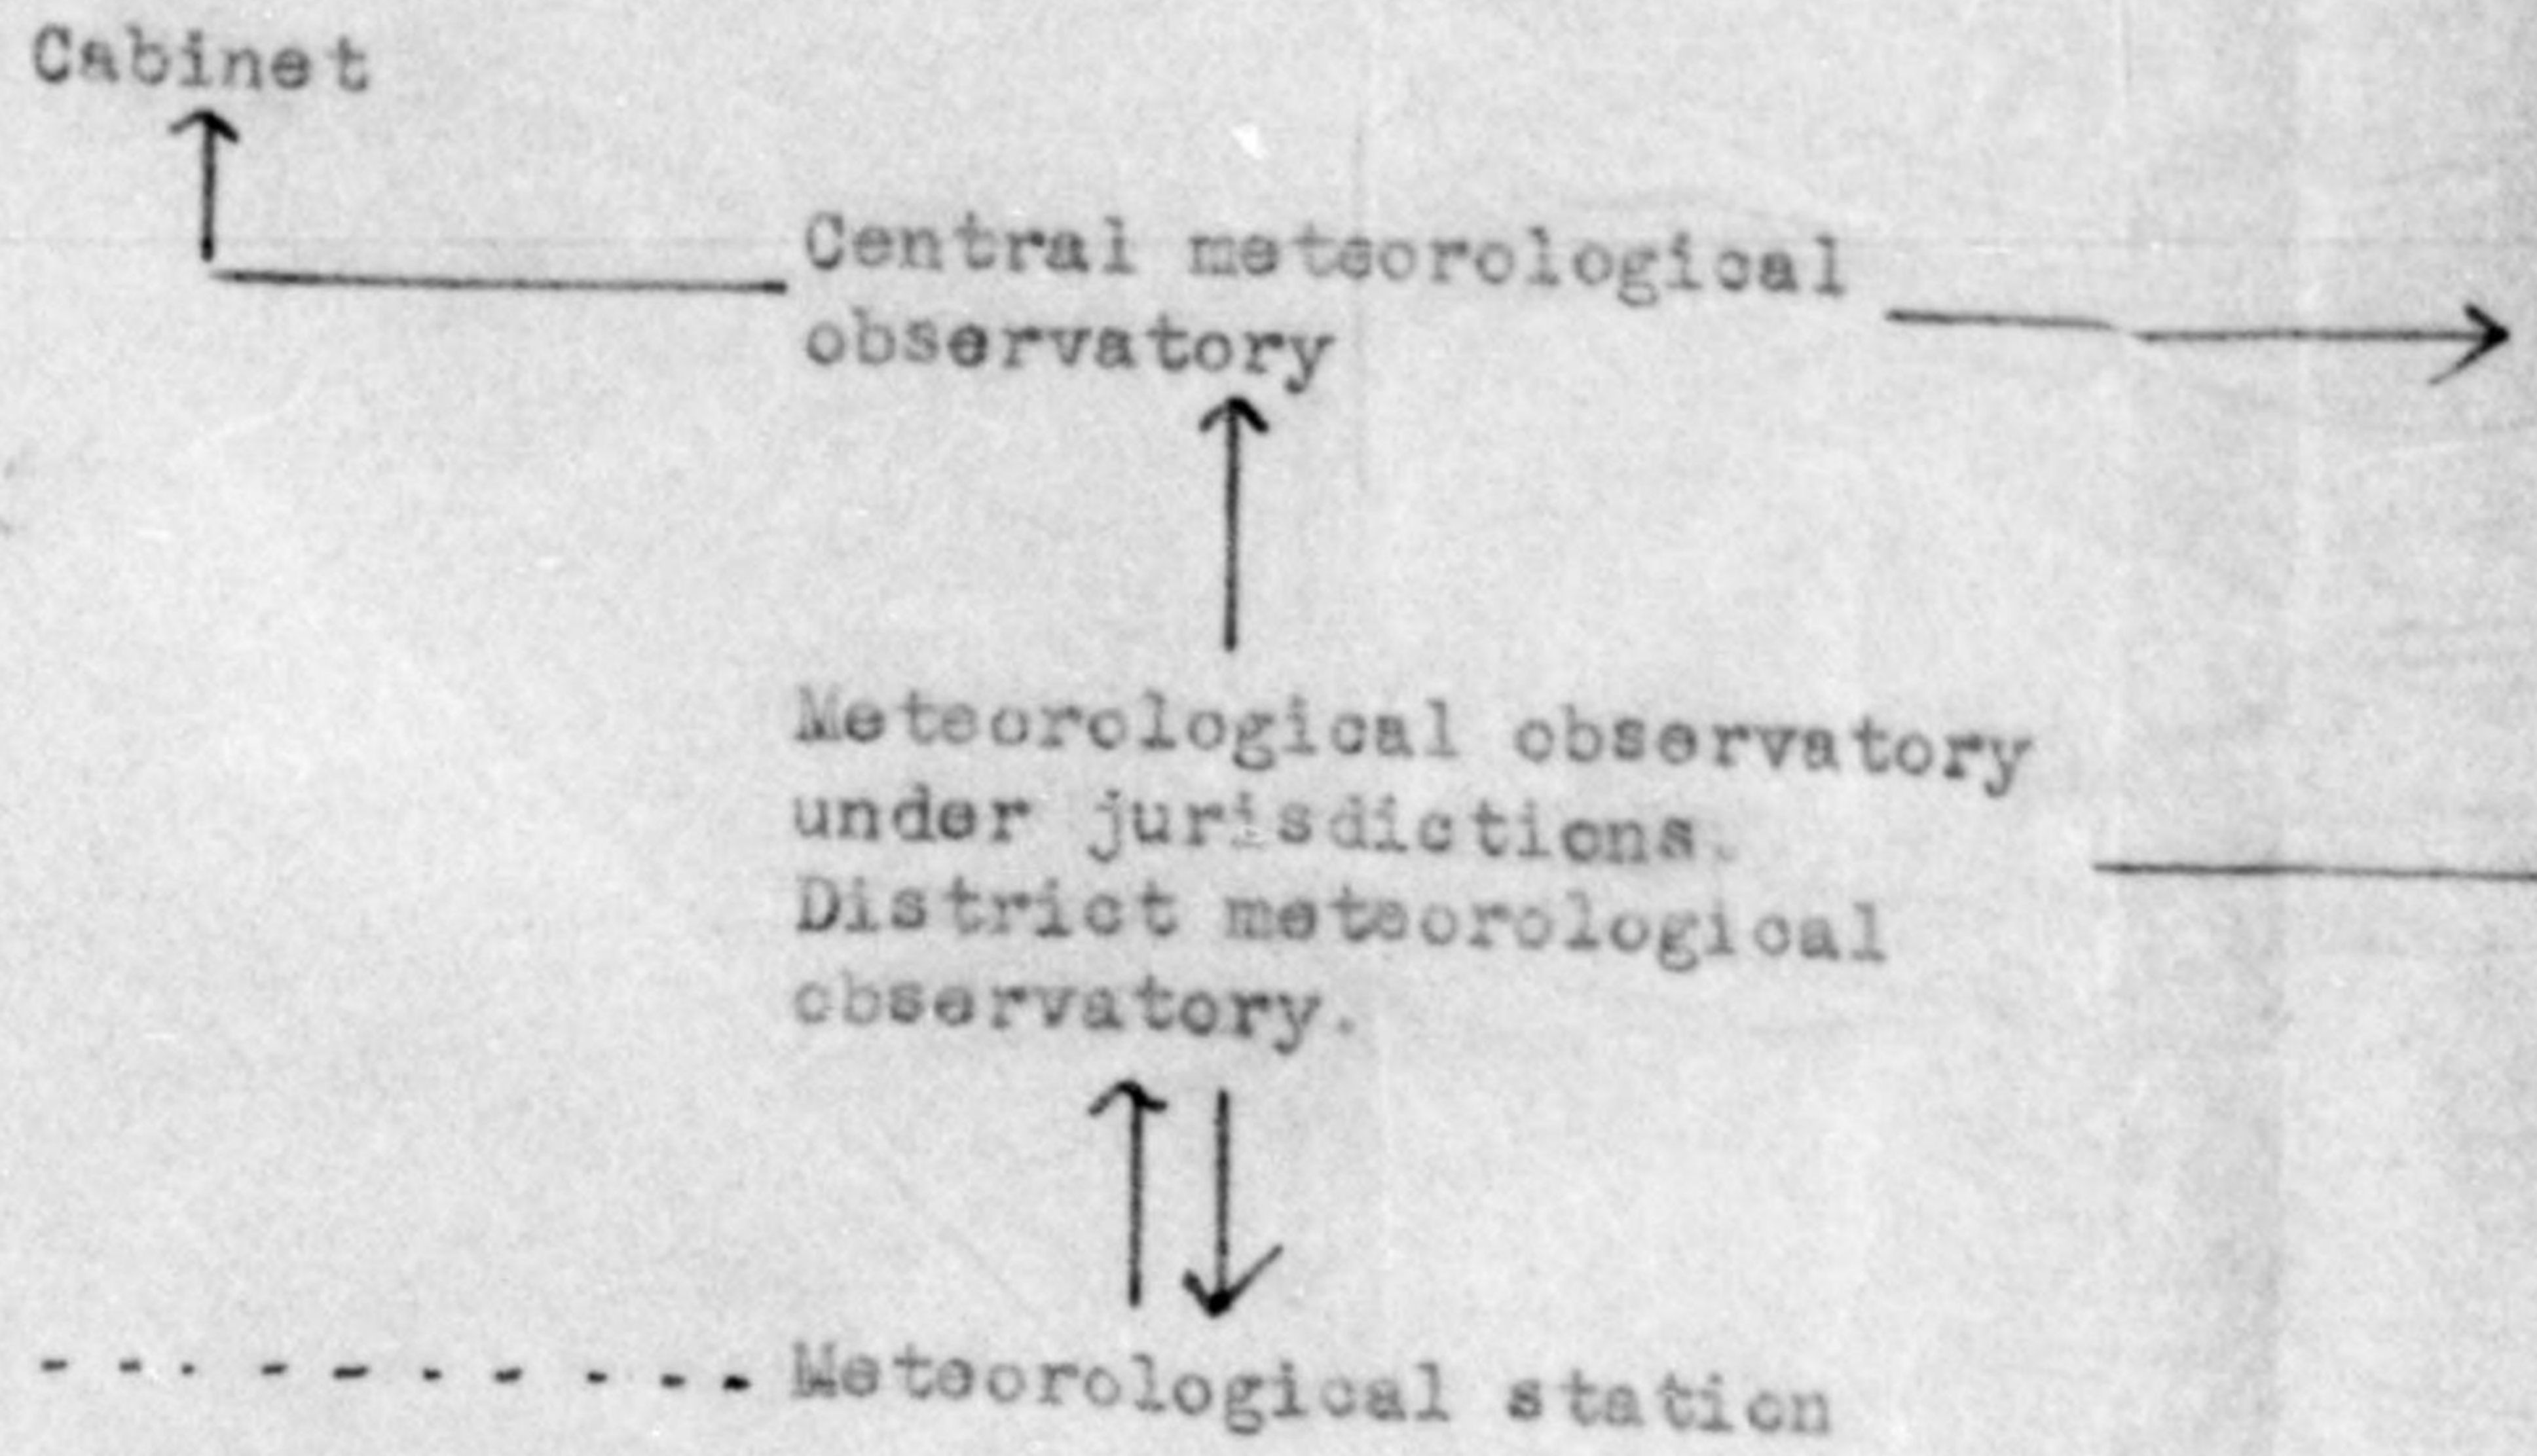 Cabinet
Central meteorological
observatory
Meteorological observatory
under jurisdictions.
District meteorological
observatory.
Meteorological station